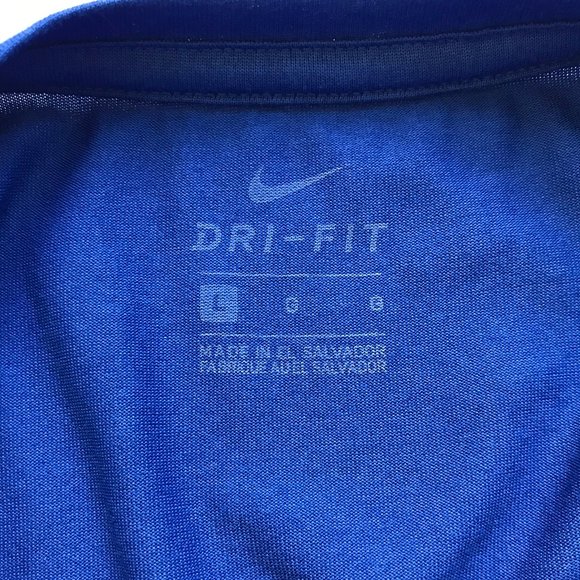 DRI-FIT
L G G
MADE IN EL SALVADOR
FABRIQUE AU EL SALVADOR